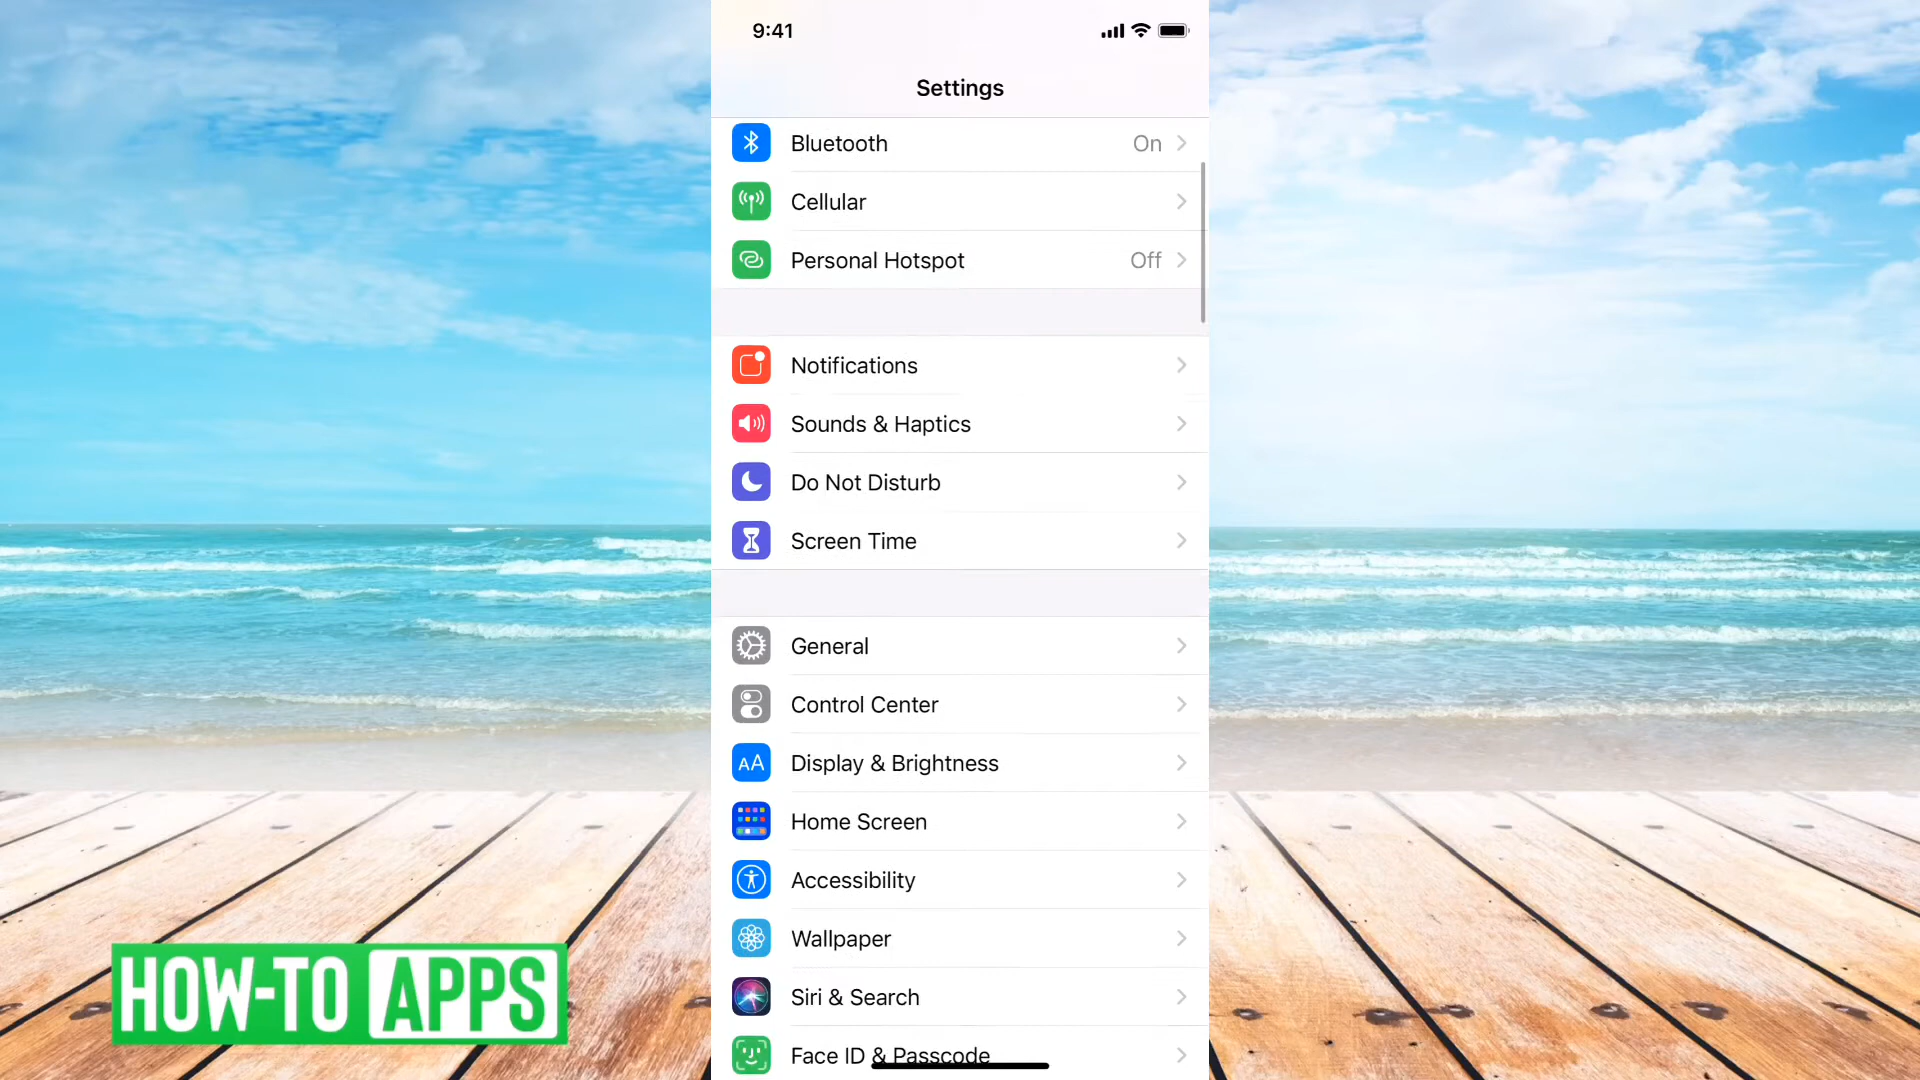 9:41
Settings
Bluetooth On
Cellular
Personal Hotspot Off
Notifications
Sounds & Haptics
Do Not Disturb
Screen Time
General
Control Center
AA Display & Brightness
Home Screen
Accessibility
Wallpaper
Siri & Search
Face ID & Passcode
HOW-TO APPS